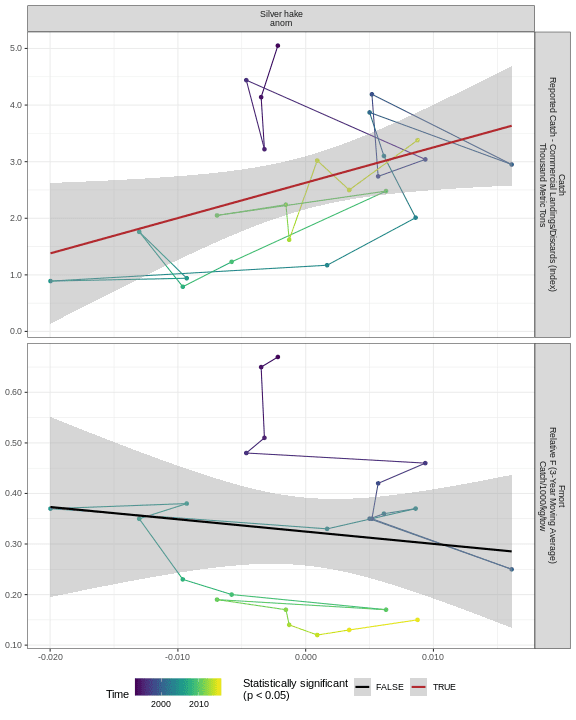 Silver hake
anom
5.0
4.0
3.0
2.0
1.0
0.0
Catch
Reported Catch - Commercial Landings/Discards (Index)
Thousand Metric Tons
0.60
0.50
0.40
0.30
0.20
0.10
Fmort
Relative F (3-Year Moving Average)
Catch/1000/kg/tow
-0.020
-0.010
0.000
0.010
Time
2000
2010
Statistically significant
(p < 0.05)
FALSE
TRUE